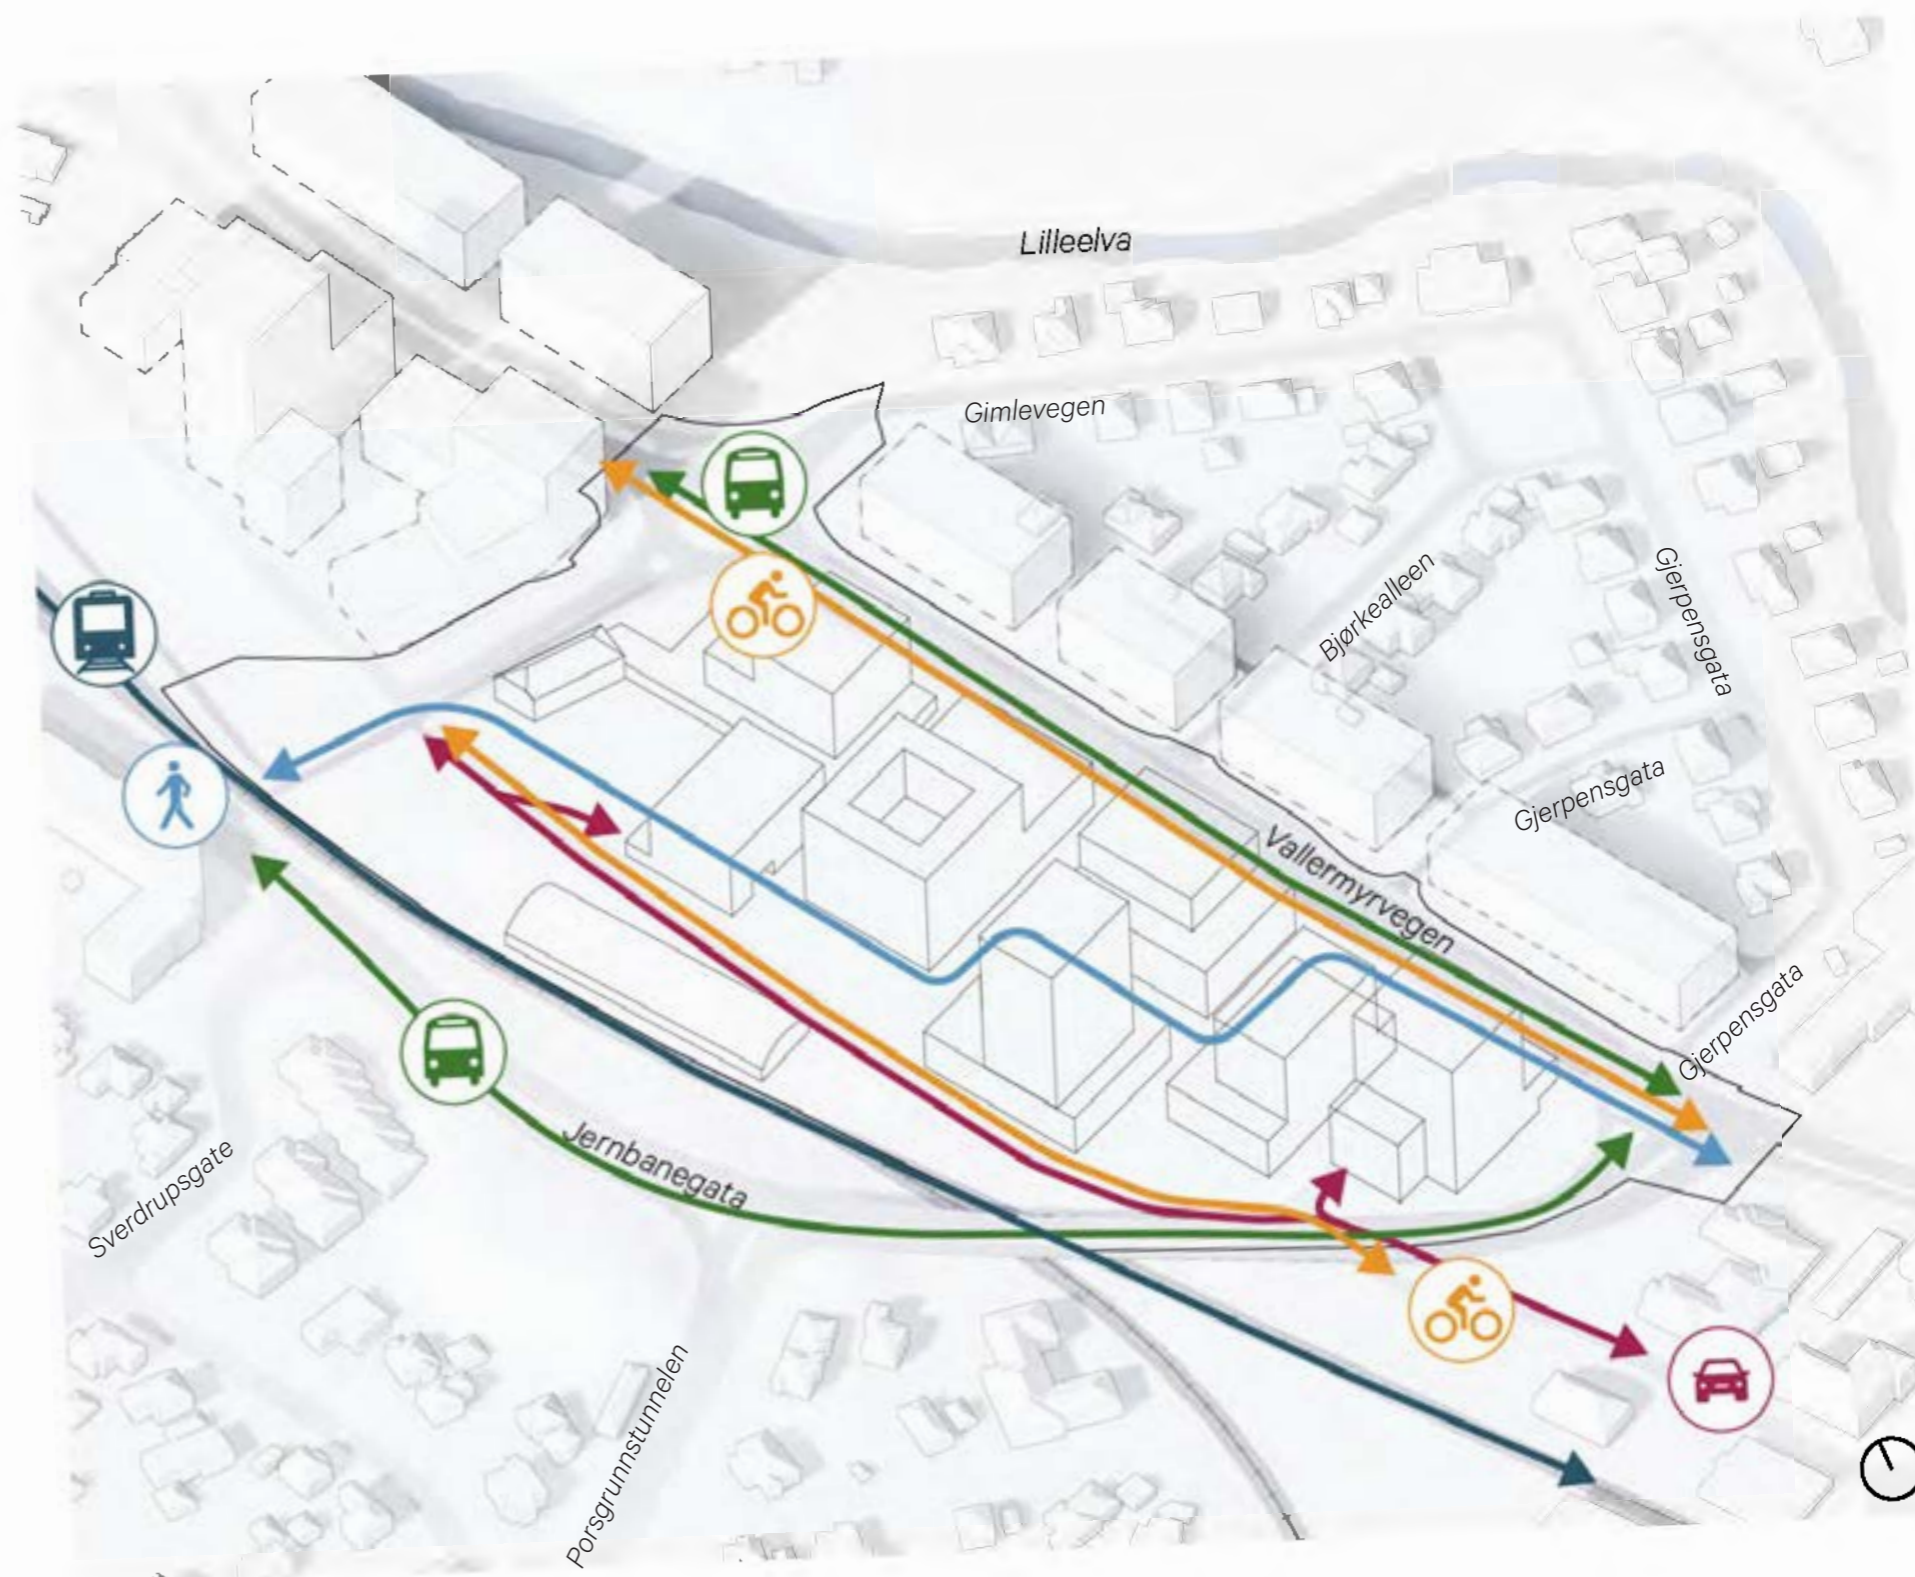 Lilleelva
Gimlevegen
Bjørkealleen
Gjerpensgata
Gjerpensgata
Vallermyrvegen
Gjerpensgata
Jernbanegata
Sverdrupsgate
Porsgrunnstunnelen